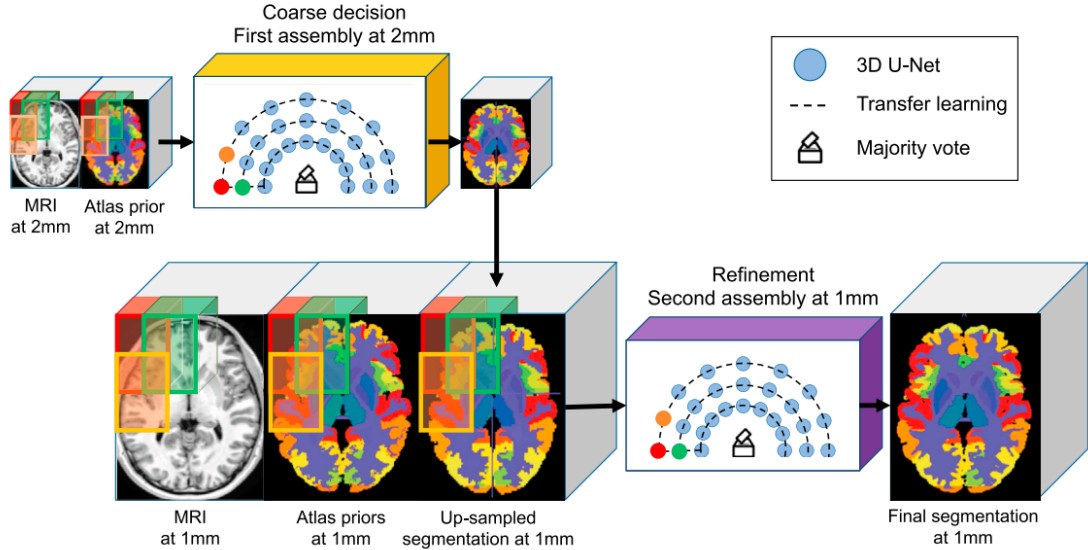 Coarse decision
First assembly at 2mm
3D U-Net
Transfer learning
Majority vote
MRI
at 2mm
Atlas prior
at 2mm
Refinement
Second assembly at 1mm
MRI
at 1mm
Atlas priors
at 1mm
Up-sampled
segmentation at 1mm
Final segmentation
at 1mm